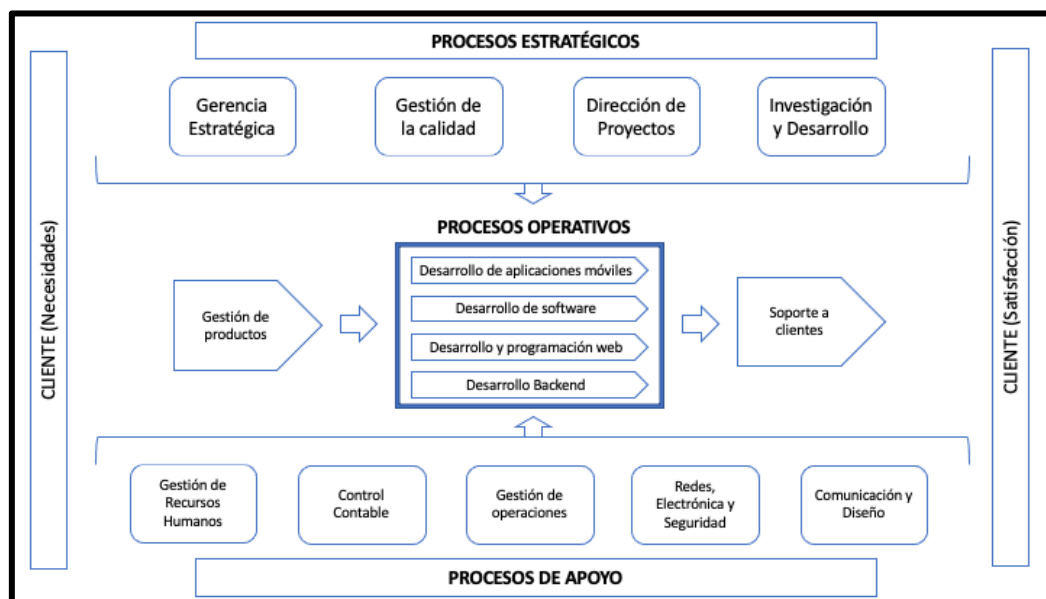 PROCESOS ESTRATÉGICOS
CLIENTE (Necesidades)
Gerencia
Estratégica
Gestión de
la calidad
Dirección de
Proyectos
Investigación
y Desarrollo
CLIENTE (Satisfacción)
PROCESOS OPERATIVOS
Gestión de
productos
Desarrollo de aplicaciones móviles
Desarrollo de software
Desarrollo y programación web
Desarrollo Backend
Soporte a
clientes
Gestión de
Recursos
Humanos
Control
Contable
Gestión de
operaciones
Redes,
Electrónica y
Seguridad
Comunicación y
Diseño
PROCESOS DE APOYO